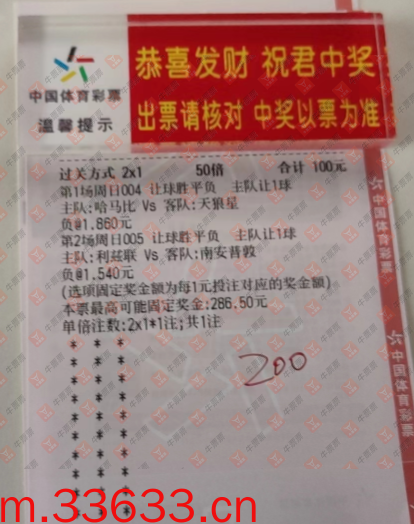 恭喜发财 祝君中奖
出票请核对 中奖以票为准
中国体育彩票
温馨提示
过关方式 2x1 50倍 合计 100元
第1场周日004 让球胜平负 主队让1球
主队:哈马比 Vs 客队:天狼星
负@1.860元
第2场周日005 让球胜平负 主队让1球
主队:利兹联 Vs 客队:南安普敦
负@1.540元
(选项固定奖金额为每1元投注对应的奖金额)
本票最高可能固定奖金:286.50元
单倍注数:2x1*1注;共1注
* * *
* * *
* * *
* * *
* * *
* * *
* * *
* * *
* * *
* * *
200
中国体育彩票
中国体育彩票
m.33633.cn